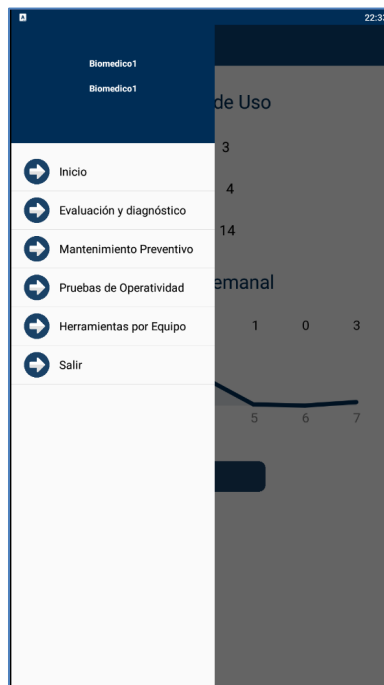 A
22:33
Biomedico1
Biomedico1
de Uso
3
Inicio
Evaluación y diagnóstico
4
Mantenimiento Preventivo
14
Pruebas de Operatividad
emanal
Herramientas por Equipo
1 0 3
Salir
5 6 7